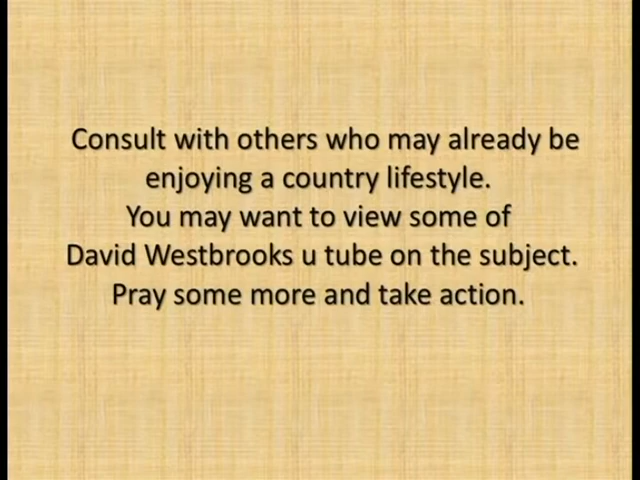 Consult with others who may already be
enjoying a country lifestyle.
You may want to view some of
David Westbrooks u tube on the subject.
Pray some more and take action.